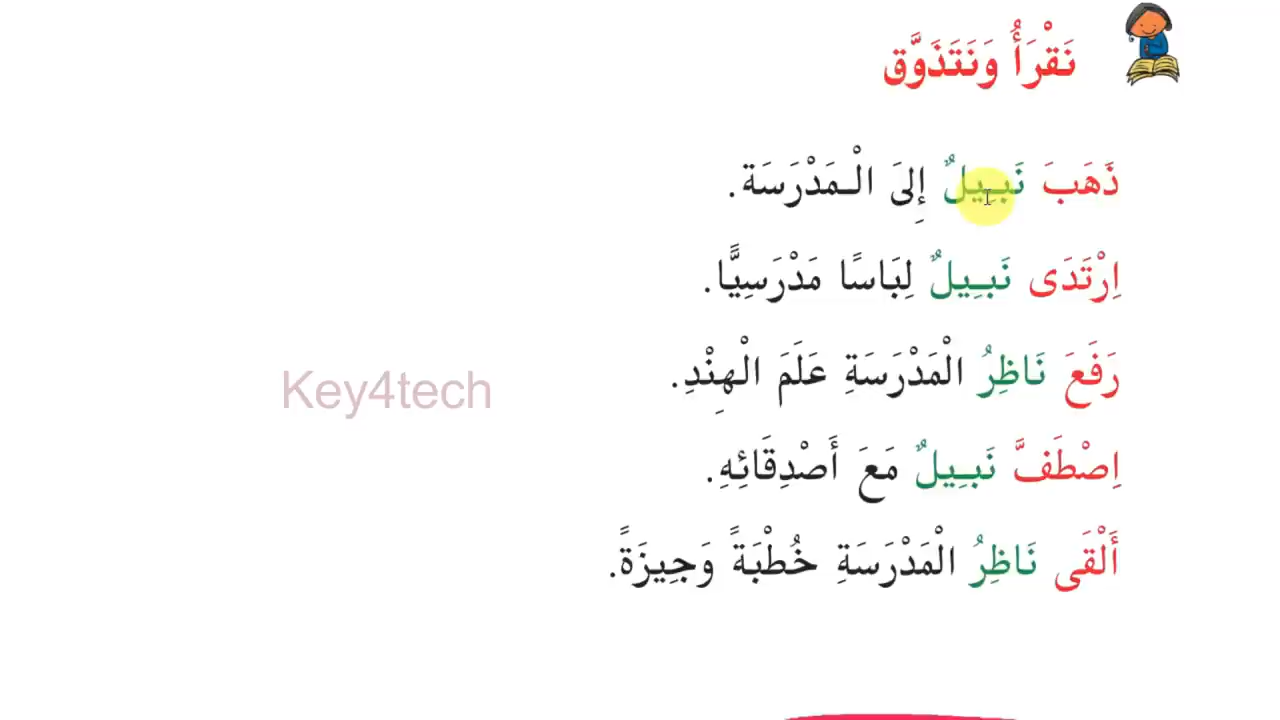 نَقْرَأُ وَنَتَذَوَّق
ذَهَبَ نَبِيلٌ إِلَى الْمَدْرَسَة.
اِرْتَدَى نَبِيلٌ لِبَاسًا مَدْرَسِيًّا.
رَفَعَ نَاظِرُ الْمَدْرَسَةِ عَلَمَ الْهِنْدِ.
Key4tech
اِصْطَفَّ نَبِيلٌ مَعَ أَصْدِقَائِهِ.
أَلْقَى نَاظِرُ الْمَدْرَسَةِ خُطْبَةً وَجِيزَةً.